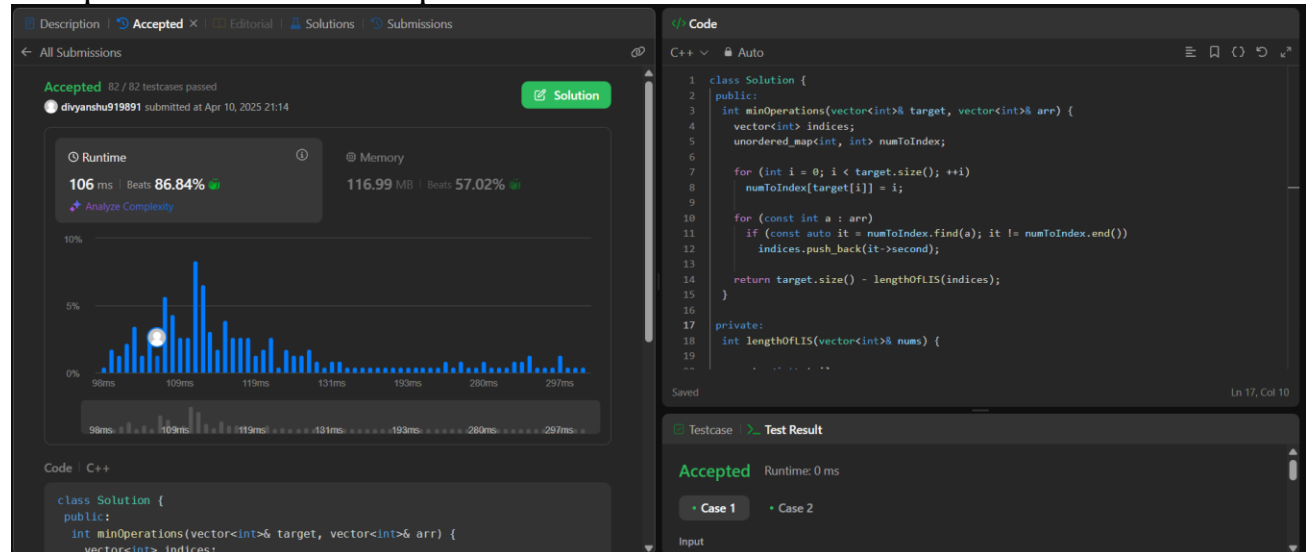 Description | Accepted × | Editorial | Solutions | Submissions
← All Submissions
Accepted 82 / 82 testcases passed
divyanshu919891 submitted at Apr 10, 2025 21:14
Solution
Runtime
106 ms | Beats 86.84%
Analyze Complexity
Memory
116.99 MB | Beats 57.02%
10%
5%
0%
98ms 109ms 119ms 131ms 193ms 280ms 297ms
98ms 109ms 119ms 131ms 193ms 280ms 297ms
Code | C++
class Solution {
public:
int minOperations(vector<int>& target, vector<int>& arr) {
vector<int> indices;
</> Code
C++ Auto
1 class Solution {
2 public:
3 int minOperations(vector<int>& target, vector<int>& arr) {
4 vector<int> indices;
5 unordered_map<int, int> numToIndex;
6
7 for (int i = 0; i < target.size(); ++i)
8 numToIndex[target[i]] = i;
9
10 for (const int a : arr)
11 if (const auto it = numToIndex.find(a); it != numToIndex.end())
12 indices.push_back(it->second);
13
14 return target.size() - lengthOfLIS(indices);
15 }
16
17 private:
18 int lengthOfLIS(vector<int>& nums) {
19
Saved
Ln 17, Col 10
Testcase | >_ Test Result
Accepted Runtime: 0 ms
• Case 1 • Case 2
Input